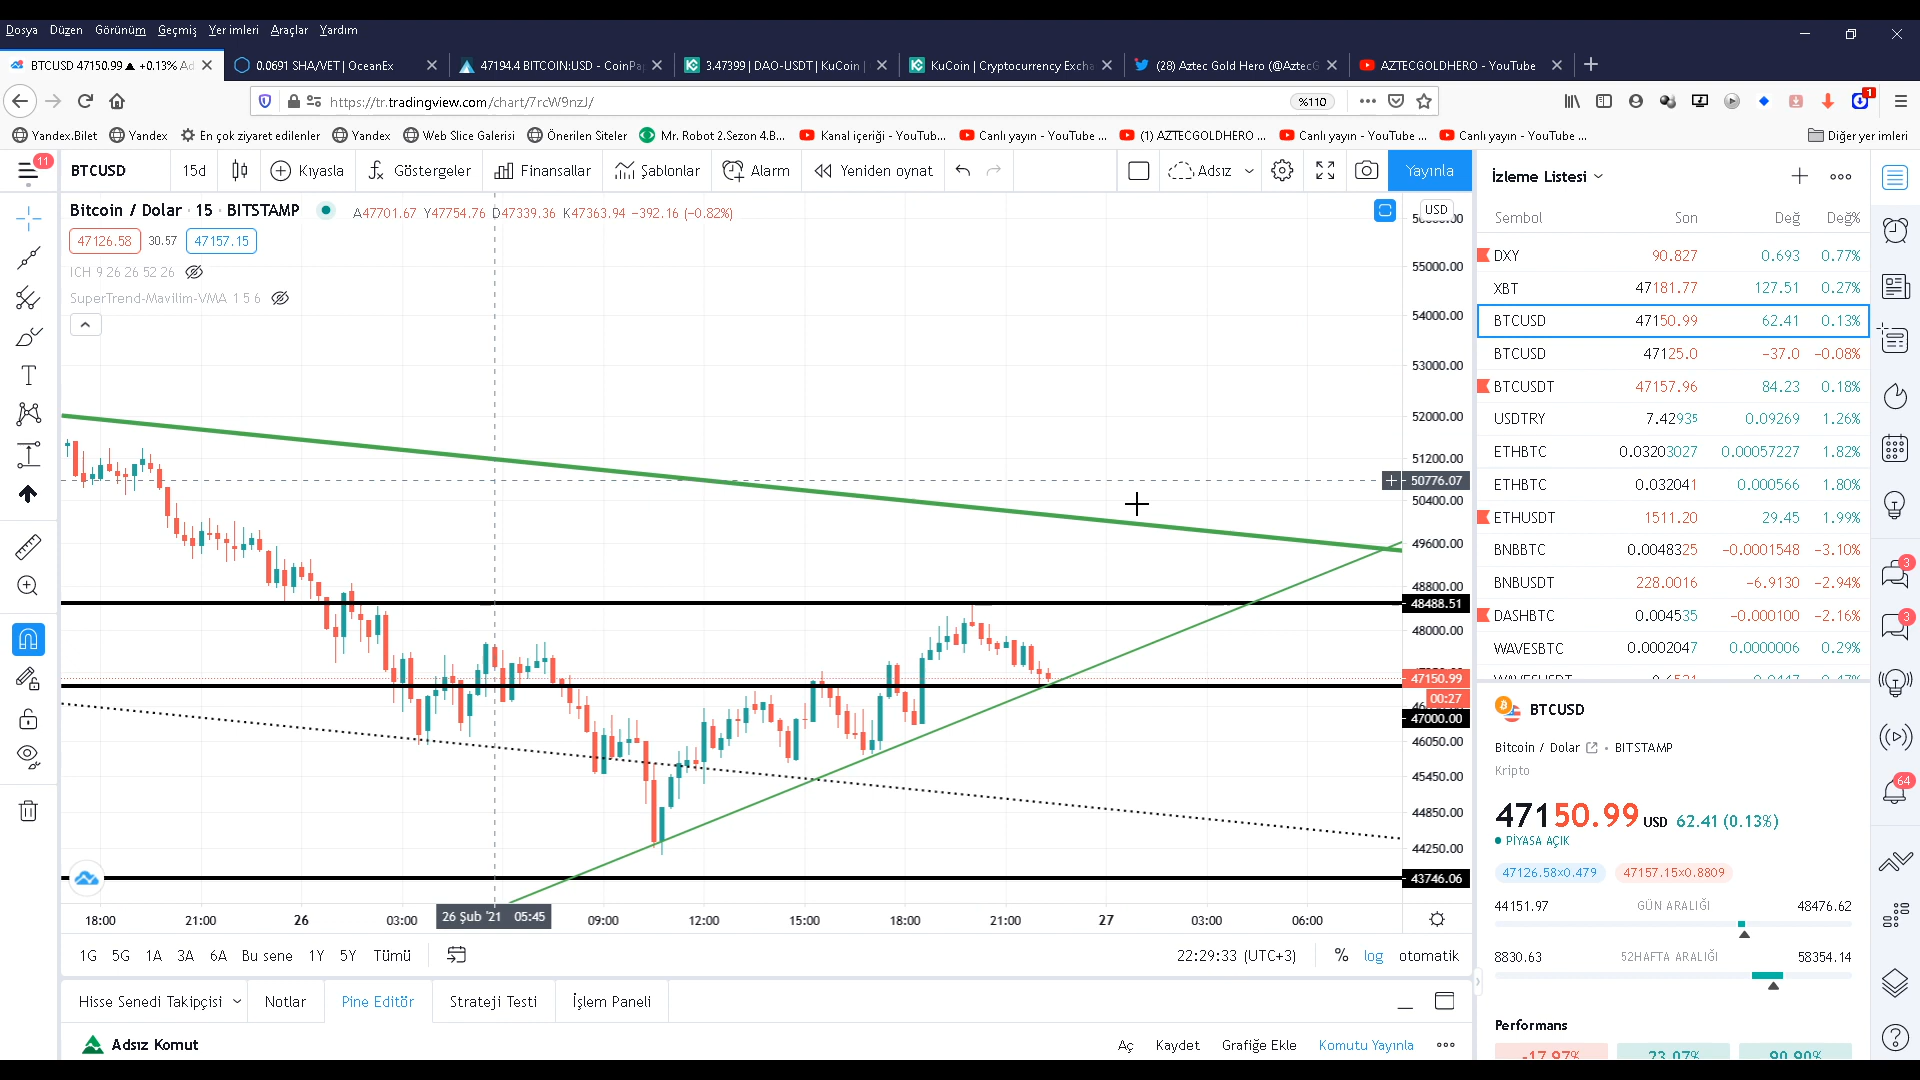 Dosya Düzen Görünüm Geçmiş Yer imleri Araçlar Yardım
BTCUSD 47150.99 ▲ +0.13% Ad
0.0691 SHA/VET | OceanEx
47194.4 BITCOIN:USD - CoinPa
3.47399 | DAO-USDT | KuCoin |
KuCoin | Cryptocurrency Excha
(28) Aztec Gold Hero (@AztecG
AZTECGOLDHERO - YouTube
https://tr.tradingview.com/chart/7rcW9nzJ/
%110
1
Yandex.Bilet Yandex En çok ziyaret edilenler Yandex Web Slice Galerisi Önerilen Siteler Mr. Robot 2.Sezon 4.B... Kanal içeriği - YouTub... Canlı yayın - YouTube ... (1) AZTECGOLDHERO ... Canlı yayın - YouTube ... Canlı yayın - YouTube ... Diğer yer imleri
11 BTCUSD 15d Kıyasla Göstergeler Finansallar Şablonlar Alarm Yeniden oynat Adsız Yayınla
Bitcoin / Dolar · 15 · BITSTAMP A47701.67 Y47754.76 D47339.36 K47363.94 −392.16 (−0.82%)
47126.58 30.57 47157.15
ICH 9 26 26 52 26
SuperTrend-Mavilim-VMA 1 5 6
USD
55000.00
54000.00
53000.00
52000.00
51200.00
50776.07
50400.00
49600.00
48800.00
48488.51
48000.00
47150.99
00:27
47000.00
46050.00
45450.00
44850.00
44250.00
43746.06
18:00 21:00 26 03:00 26 Şub '21 05:45 09:00 12:00 15:00 18:00 21:00 27 03:00 06:00
1G 5G 1A 3A 6A Bu sene 1Y 5Y Tümü 22:29:33 (UTC+3) % log otomatik
Hisse Senedi Takipçisi Notlar Pine Editör Strateji Testi İşlem Paneli
Adsız Komut Aç Kaydet Grafiğe Ekle Komutu Yayınla
İzleme Listesi
Sembol Son Değ Değ%
DXY 90.827 0.693 0.77%
XBT 47181.77 127.51 0.27%
BTCUSD 47150.99 62.41 0.13%
BTCUSD 47125.0 −37.0 −0.08%
BTCUSDT 47157.96 84.23 0.18%
USDTRY 7.42935 0.09269 1.26%
ETHBTC 0.03203027 0.00057227 1.82%
ETHBTC 0.032041 0.000566 1.80%
ETHUSDT 1511.20 29.45 1.99%
BNBBTC 0.0048325 −0.0001548 −3.10%
BNBUSDT 228.0016 −6.9130 −2.94%
DASHBTC 0.004535 −0.000100 −2.16%
WAVESBTC 0.0002047 0.0000006 0.29%
BTCUSD
Bitcoin / Dolar • BITSTAMP
Kripto
47150.99 USD 62.41 (0.13%)
PİYASA AÇIK
47126.58×0.479 47157.15×0.8809
44151.97 GÜN ARALIĞI 48476.62
8830.63 52HAFTA ARALIĞI 58354.14
Performans
-17.97% 23.07% 90.90%
3
3
64